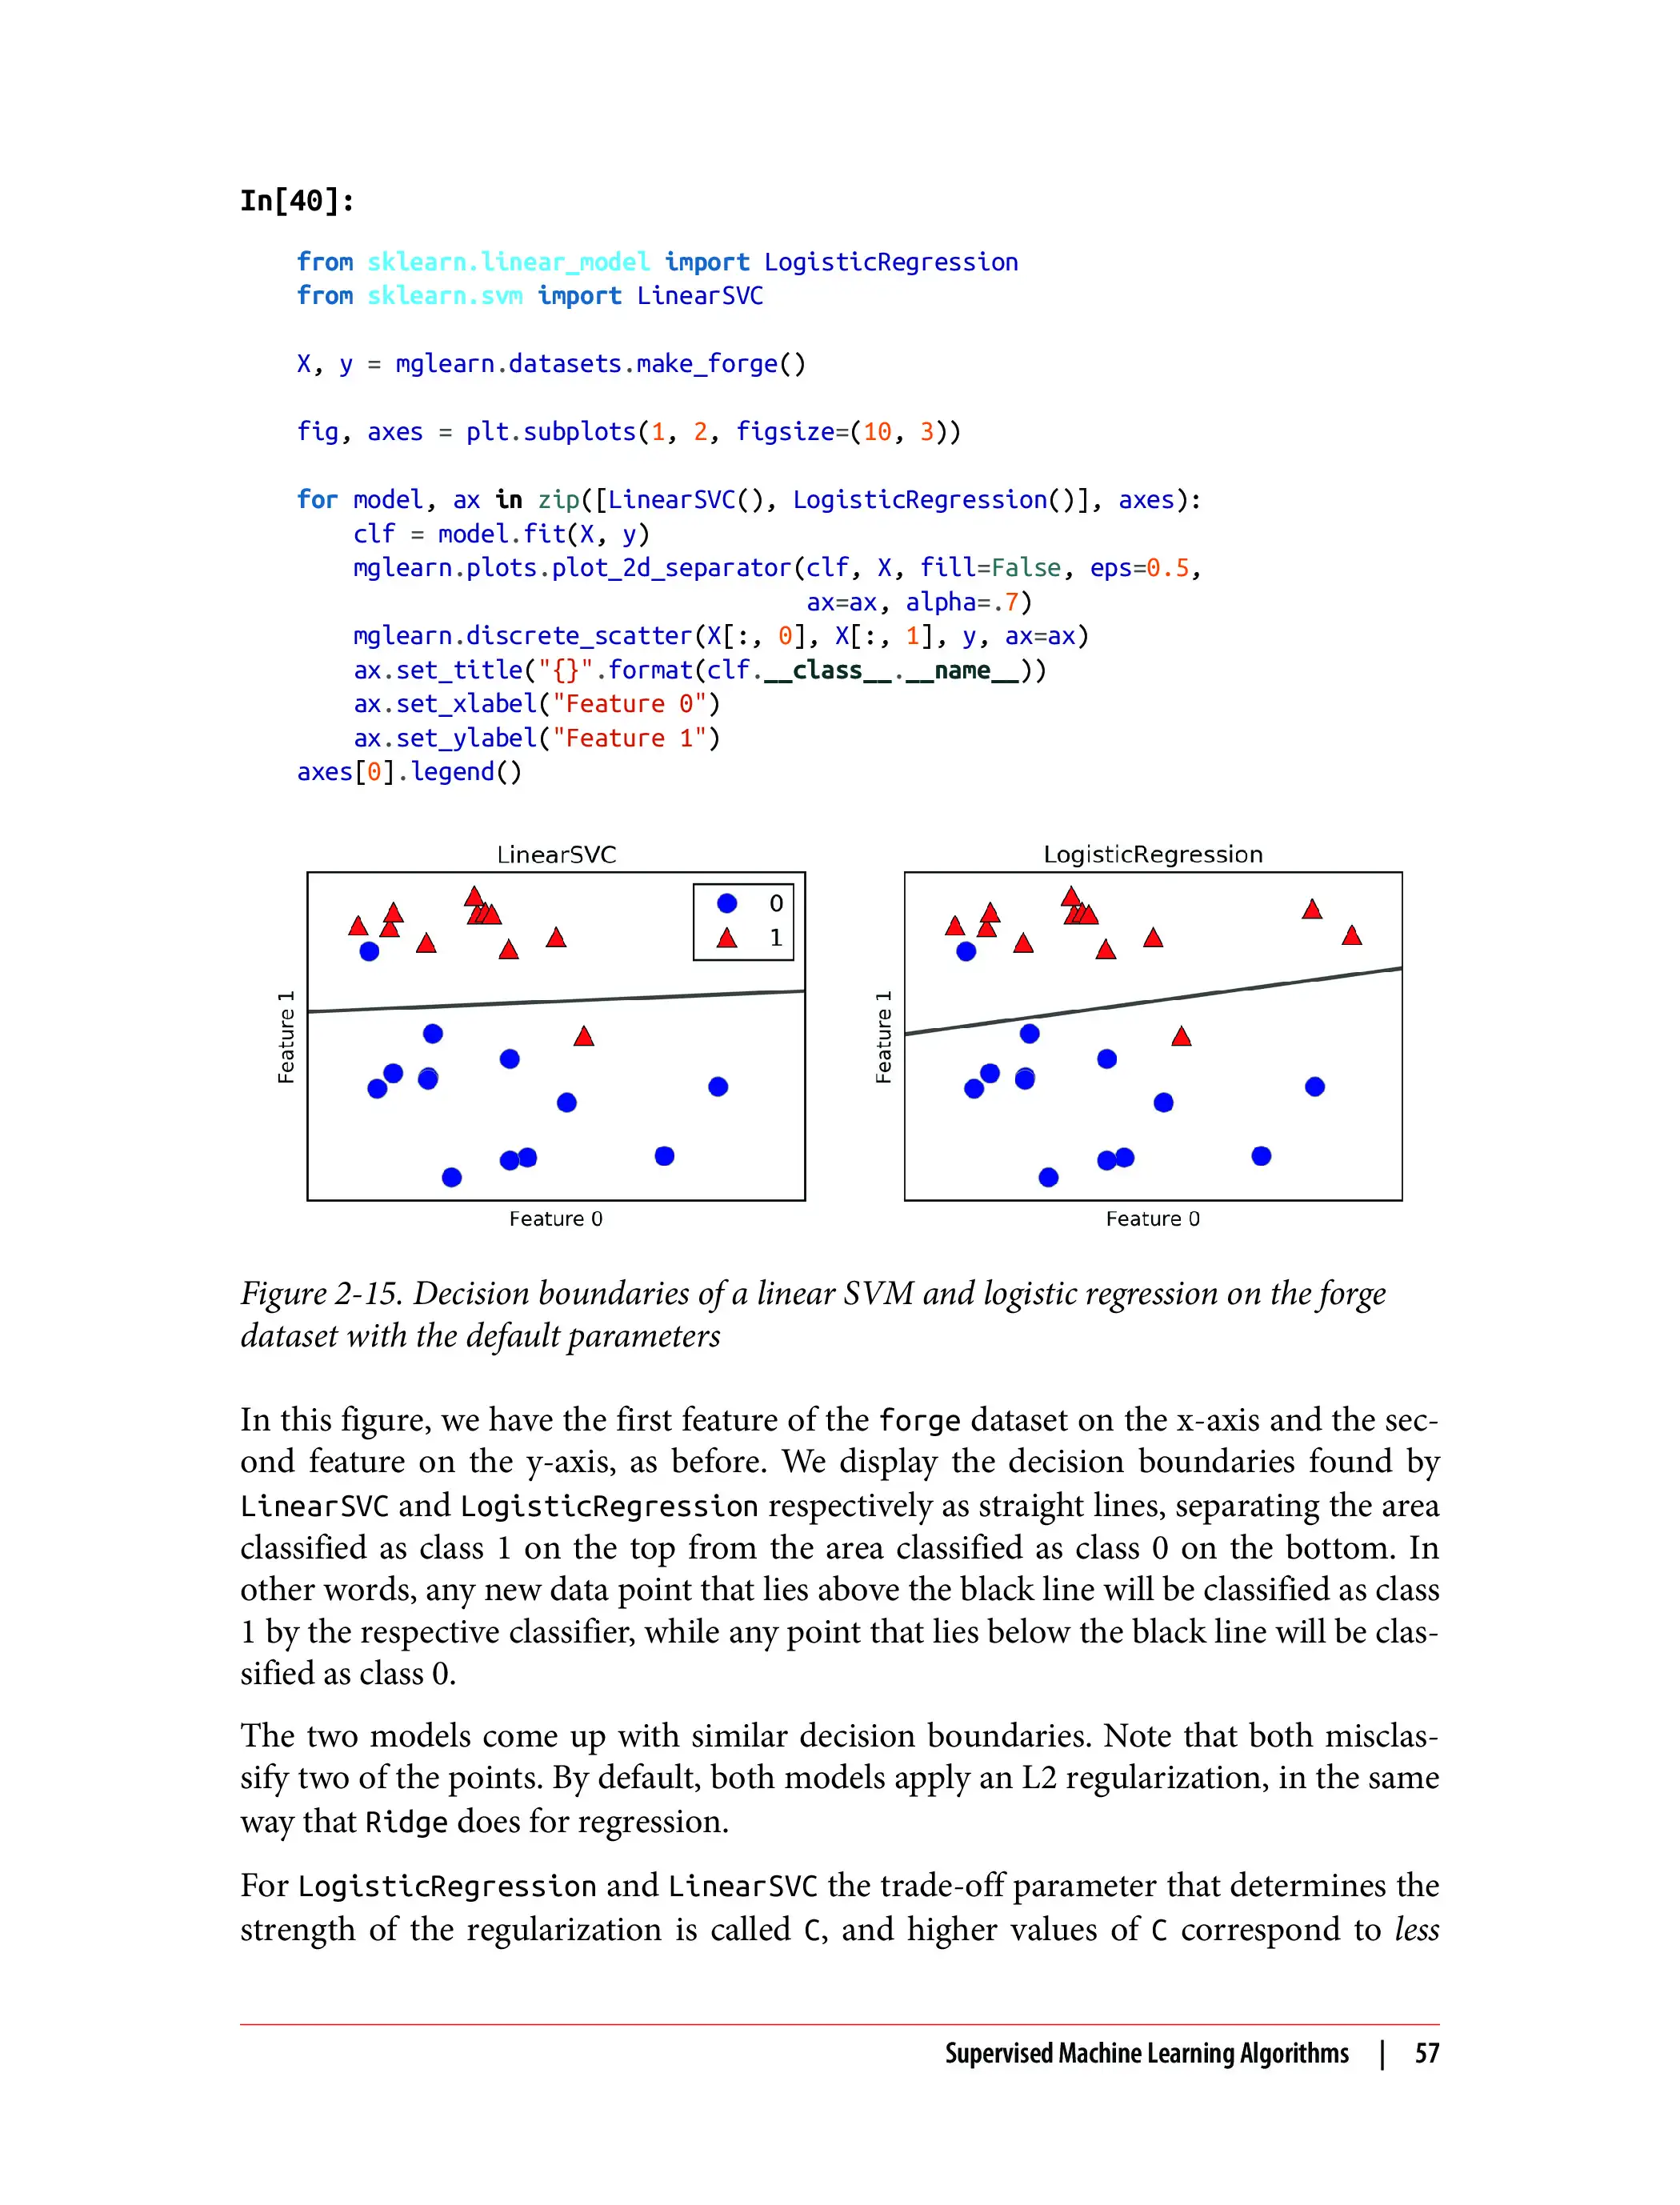 In[40]:
from sklearn.linear_model import LogisticRegression
from sklearn.svm import LinearSVC
X, y = mglearn.datasets.make_forge()
fig, axes = plt.subplots(1, 2, figsize=(10, 3))
for model, ax in zip([LinearSVC(), LogisticRegression()], axes):
    clf = model.fit(X, y)
    mglearn.plots.plot_2d_separator(clf, X, fill=False, eps=0.5,
                                    ax=ax, alpha=.7)
    mglearn.discrete_scatter(X[:, 0], X[:, 1], y, ax=ax)
    ax.set_title("{}".format(clf.__class__.__name__))
    ax.set_xlabel("Feature 0")
    ax.set_ylabel("Feature 1")
axes[0].legend()
LinearSVC
0
1
Feature 1
Feature 0
LogisticRegression
Feature 1
Feature 0
Figure 2-15. Decision boundaries of a linear SVM and logistic regression on the forge
dataset with the default parameters
In this figure, we have the first feature of the forge dataset on the x-axis and the sec-
ond feature on the y-axis, as before. We display the decision boundaries found by
LinearSVC and LogisticRegression respectively as straight lines, separating the area
classified as class 1 on the top from the area classified as class 0 on the bottom. In
other words, any new data point that lies above the black line will be classified as class
1 by the respective classifier, while any point that lies below the black line will be clas-
sified as class 0.
The two models come up with similar decision boundaries. Note that both misclas-
sify two of the points. By default, both models apply an L2 regularization, in the same
way that Ridge does for regression.
For LogisticRegression and LinearSVC the trade-off parameter that determines the
strength of the regularization is called C, and higher values of C correspond to less
Supervised Machine Learning Algorithms | 57